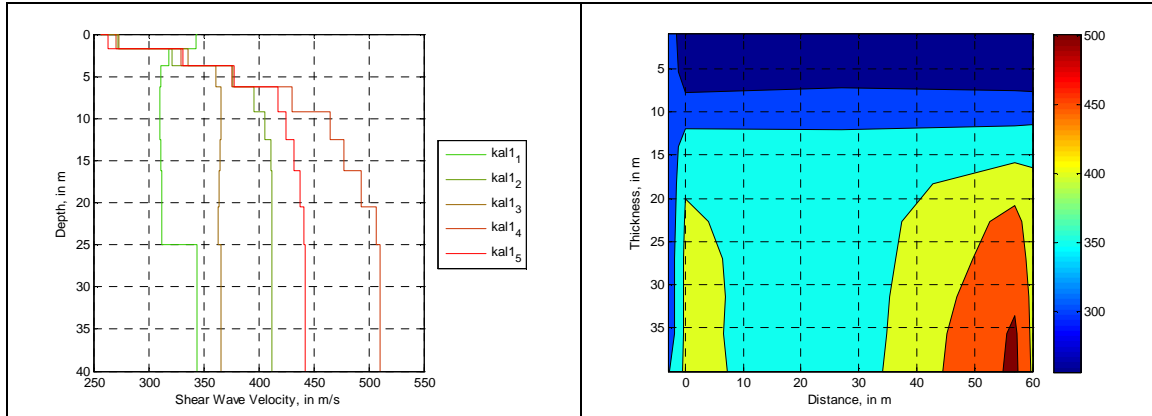 0
5
10
15
20
25
30
35
40
Depth, in m
250 300 350 400 450 500 550
Shear Wave Velocity, in m/s
kal1₁
kal1₂
kal1₃
kal1₄
kal1₅
5
10
15
20
25
30
35
Thickness, in m
0 10 20 30 40 50 60
Distance, in m
500
450
400
350
300